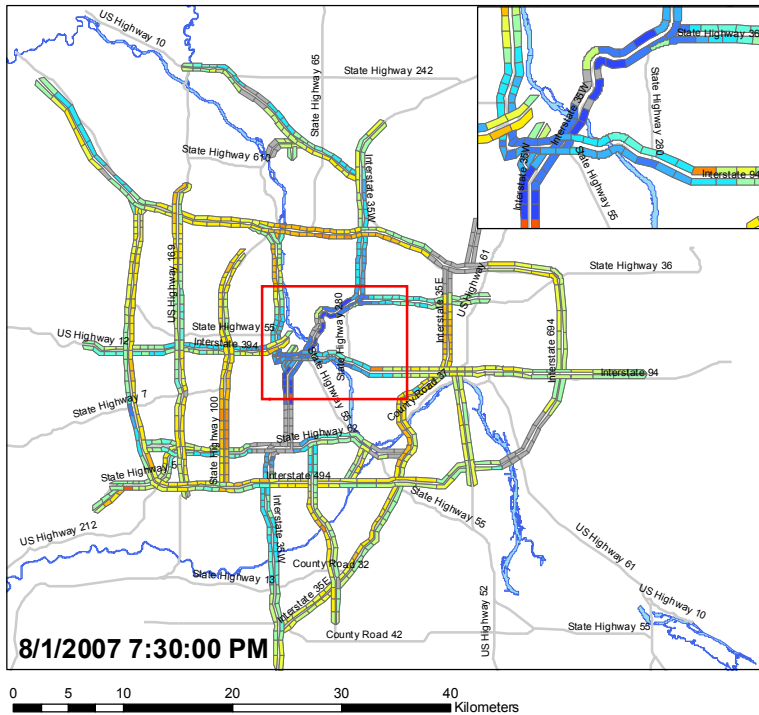 US Highway 10
State Highway 65
State Highway 242
State Highway 610
Interstate 35W
US Highway 169
State Highway 55
Interstate 394
US Highway 12
State Highway 7
State Highway 100
State Highway 5
State Highway 62
Interstate 494
US Highway 212
Interstate 35W
State Highway 13
County Road 32
Interstate 35E
County Road 42
State Highway 280
State Highway 55
County Road 37
Interstate 35E
US Highway 61
State Highway 36
Interstate 694
Interstate 94
State Highway 55
US Highway 52
US Highway 61
US Highway 10
State Highway 55
State Highway 36
Interstate 35W
State Highway 280
Interstate 94
Interstate 35W
State Highway 55
8/1/2007 7:30:00 PM
0 5 10 20 30 40
Kilometers